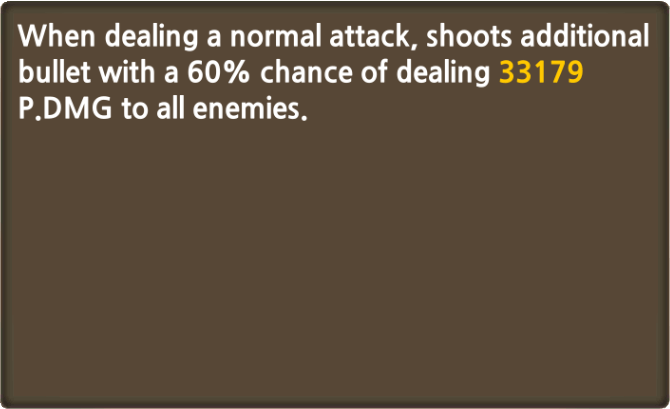 When dealing a normal attack, shoots additional
bullet with a 60% chance of dealing 33179
P.DMG to all enemies.